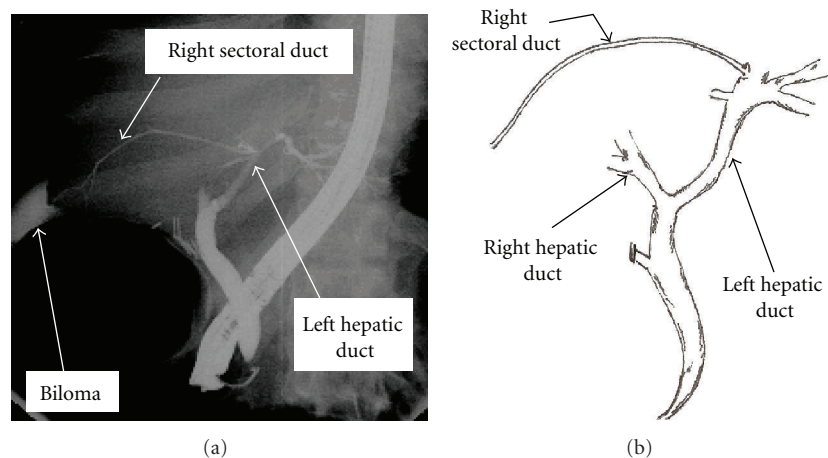 Right sectoral duct
Left hepatic
duct
Biloma
(a)
Right
sectoral duct
Right hepatic
duct
Left hepatic
duct
(b)